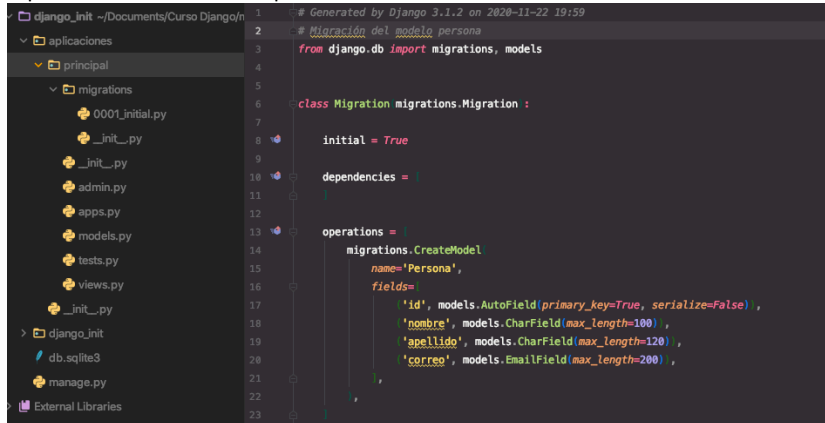 django_init ~/Documents/Curso Django/n
aplicaciones
principal
migrations
0001_initial.py
__init__.py
__init__.py
admin.py
apps.py
models.py
tests.py
views.py
__init__.py
django_init
db.sqlite3
manage.py
External Libraries
1 # Generated by Django 3.1.2 on 2020-11-22 19:59
2 # Migración del modelo persona
3 from django.db import migrations, models
4
5
6 class Migration(migrations.Migration):
7
8 initial = True
9
10 dependencies = [
11 ]
12
13 operations = [
14 migrations.CreateModel(
15 name='Persona',
16 fields=[
17 ('id', models.AutoField(primary_key=True, serialize=False)),
18 ('nombre', models.CharField(max_length=100)),
19 ('apellido', models.CharField(max_length=120)),
20 ('correo', models.EmailField(max_length=200)),
21 ],
22 ),
23 ]